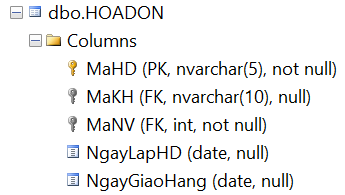 dbo.HOADON
Columns
MaHD (PK, nvarchar(5), not null)
MaKH (FK, nvarchar(10), null)
MaNV (FK, int, not null)
NgayLapHD (date, null)
NgayGiaoHang (date, null)